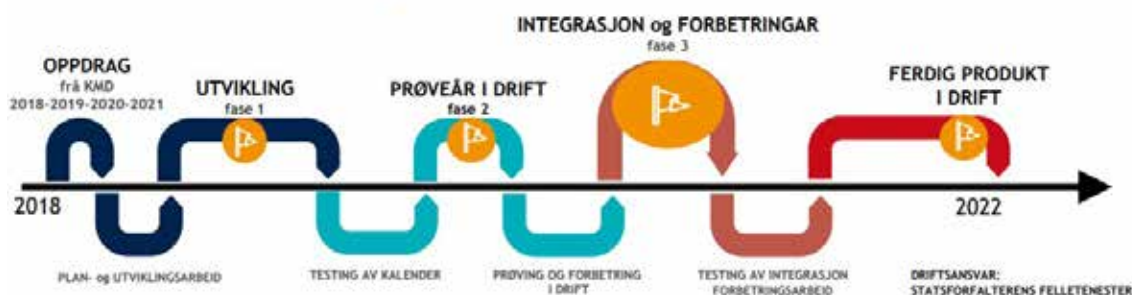 INTEGRASJON og FORBETRINGAR
fase 3
OPPDRAG
frå KMD
2018-2019-2020-2021
UTVIKLING
fase 1
PRØVEÅR I DRIFT
fase 2
FERDIG PRODUKT
I DRIFT
2018
2022
PLAN- og UTVIKLINGSARBEID
TESTING AV KALENDER
PRØVING OG FORBETRING
I DRIFT
TESTING AV INTEGRASJON
FORBETRINGSARBEID
DRIFTSANSVAR:
STATSFORFALTERENS FELLETENESTER